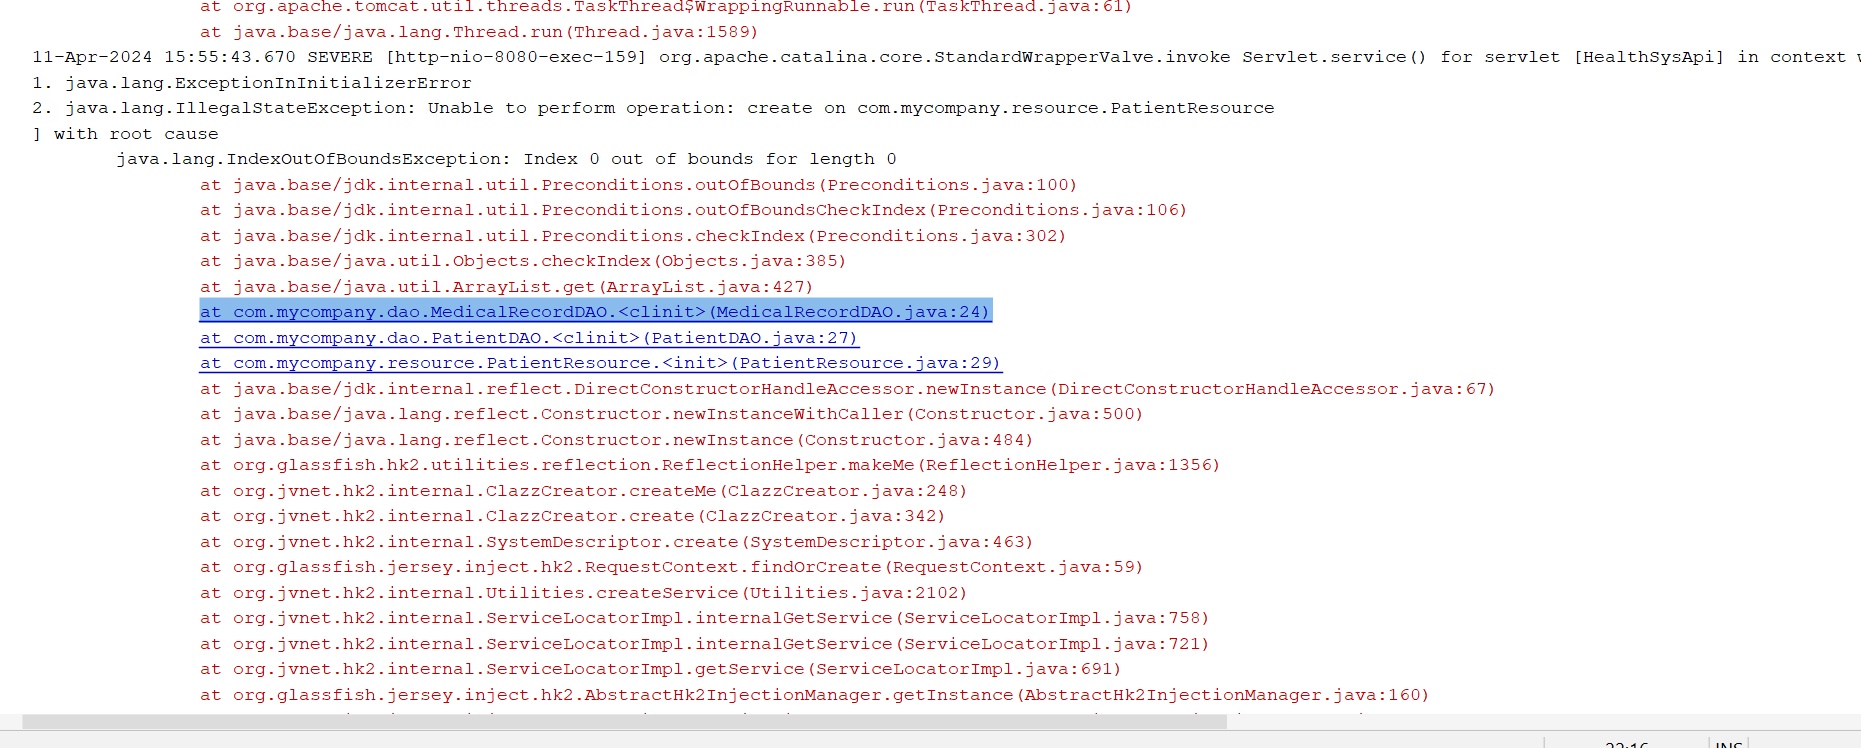 at org.apache.tomcat.util.threads.TaskThread$WrappingRunnable.run(TaskThread.java:61)
at java.base/java.lang.Thread.run(Thread.java:1589)
11-Apr-2024 15:55:43.670 SEVERE [http-nio-8080-exec-159] org.apache.catalina.core.StandardWrapperValve.invoke Servlet.service() for servlet [HealthSysApi] in context
1. java.lang.ExceptionInInitializerError
2. java.lang.IllegalStateException: Unable to perform operation: create on com.mycompany.resource.PatientResource
] with root cause
java.lang.IndexOutOfBoundsException: Index 0 out of bounds for length 0
at java.base/jdk.internal.util.Preconditions.outOfBounds(Preconditions.java:100)
at java.base/jdk.internal.util.Preconditions.outOfBoundsCheckIndex(Preconditions.java:106)
at java.base/jdk.internal.util.Preconditions.checkIndex(Preconditions.java:302)
at java.base/java.util.Objects.checkIndex(Objects.java:385)
at java.base/java.util.ArrayList.get(ArrayList.java:427)
at com.mycompany.dao.MedicalRecordDAO.<clinit>(MedicalRecordDAO.java:24)
at com.mycompany.dao.PatientDAO.<clinit>(PatientDAO.java:27)
at com.mycompany.resource.PatientResource.<init>(PatientResource.java:29)
at java.base/jdk.internal.reflect.DirectConstructorHandleAccessor.newInstance(DirectConstructorHandleAccessor.java:67)
at java.base/java.lang.reflect.Constructor.newInstanceWithCaller(Constructor.java:500)
at java.base/java.lang.reflect.Constructor.newInstance(Constructor.java:484)
at org.glassfish.hk2.utilities.reflection.ReflectionHelper.makeMe(ReflectionHelper.java:1356)
at org.jvnet.hk2.internal.ClazzCreator.createMe(ClazzCreator.java:248)
at org.jvnet.hk2.internal.ClazzCreator.create(ClazzCreator.java:342)
at org.jvnet.hk2.internal.SystemDescriptor.create(SystemDescriptor.java:463)
at org.glassfish.jersey.inject.hk2.RequestContext.findOrCreate(RequestContext.java:59)
at org.jvnet.hk2.internal.Utilities.createService(Utilities.java:2102)
at org.jvnet.hk2.internal.ServiceLocatorImpl.internalGetService(ServiceLocatorImpl.java:758)
at org.jvnet.hk2.internal.ServiceLocatorImpl.internalGetService(ServiceLocatorImpl.java:721)
at org.jvnet.hk2.internal.ServiceLocatorImpl.getService(ServiceLocatorImpl.java:691)
at org.glassfish.jersey.inject.hk2.AbstractHk2InjectionManager.getInstance(AbstractHk2InjectionManager.java:160)